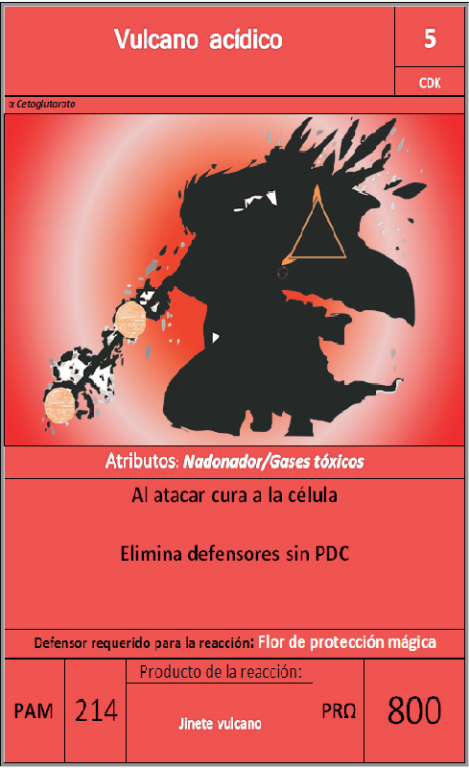 Vulcano acídico
5
CDK
α Cetoglutarato
Atributos: Nadonador/Gases tóxicos
Al atacar cura a la célula
Elimina defensores sin PDC
Defensor requerido para la reacción: Flor de protección mágica
PAM
214
Producto de la reacción:
Jinete vulcano
PRΩ
800